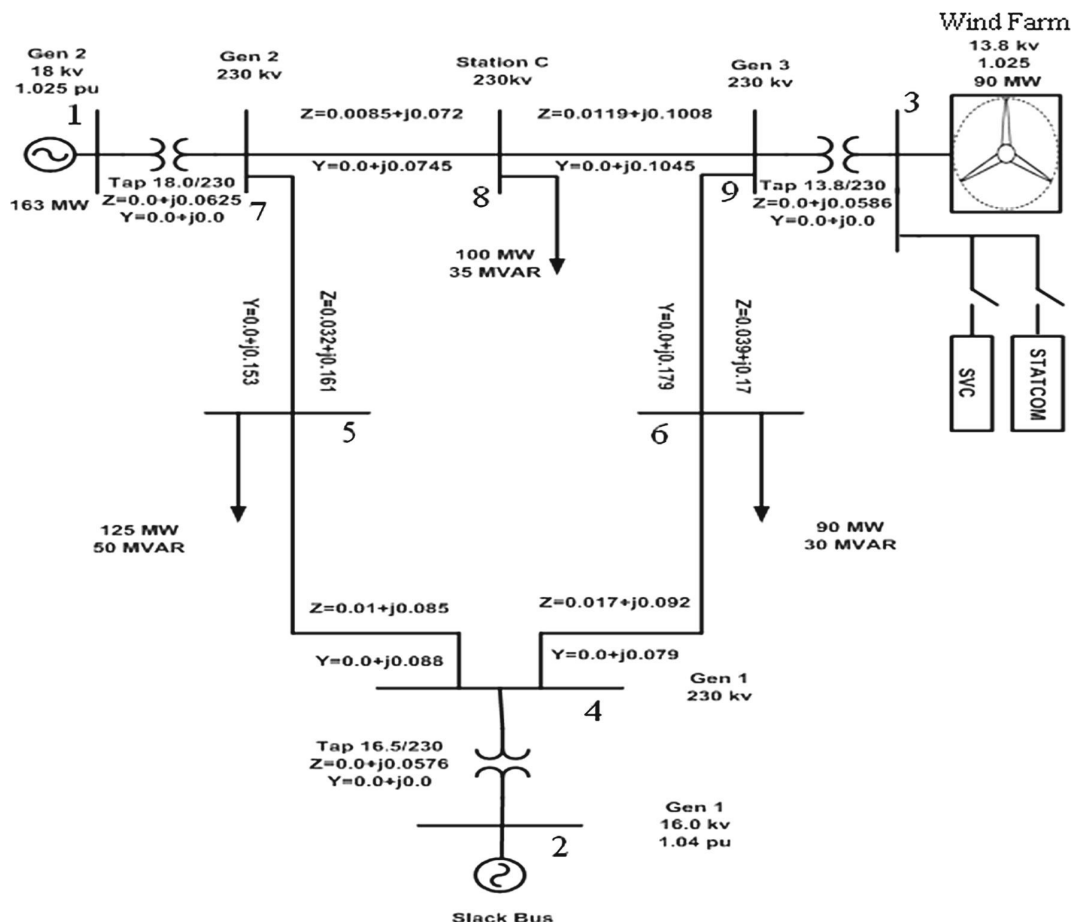 Wind Farm
13.8 kv
1.025
90 MW
Gen 2
18 kv
1.025 pu
1
163 MW
Tap 18.0/230
Z=0.0+j0.0625
Y=0.0+j0.0
Gen 2
230 kv
7
Z=0.0085+j0.072
Y=0.0+j0.0745
Station C
230kv
8
100 MW
35 MVAR
Z=0.0119+j0.1008
Y=0.0+j0.1045
Gen 3
230 kv
9
Tap 13.8/230
Z=0.0+j0.0586
Y=0.0+j0.0
3
SVC
STATCOM
Y=0.0+j0.153
Z=0.032+j0.161
Y=0.0+j0.179
Z=0.039+j0.17
5
6
125 MW
50 MVAR
90 MW
30 MVAR
Z=0.01+j0.085
Y=0.0+j0.088
Z=0.017+j0.092
Y=0.0+j0.079
Gen 1
230 kv
4
Tap 16.5/230
Z=0.0+j0.0576
Y=0.0+j0.0
Gen 1
16.0 kv
1.04 pu
2
Slack Bus